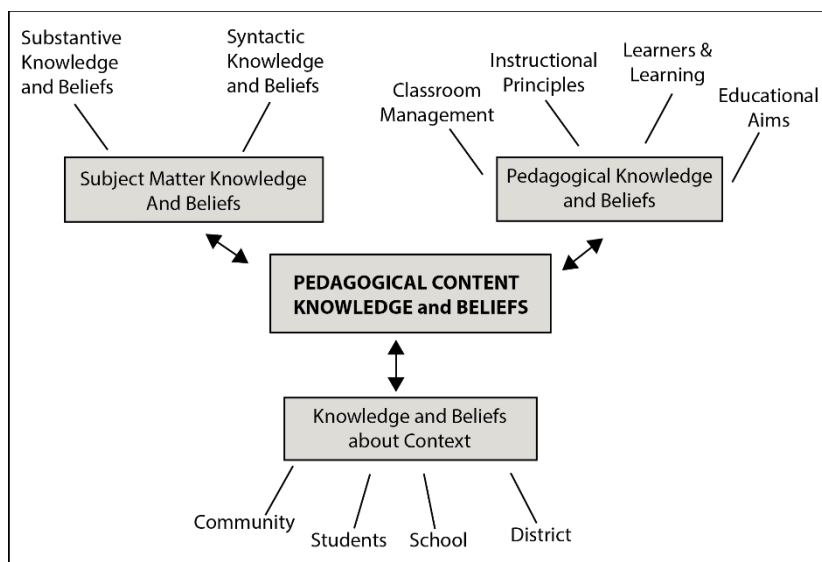 Substantive
Knowledge
and Beliefs
Syntactic
Knowledge
and Beliefs
Classroom
Management
Instructional
Principles
Learners &
Learning
Educational
Aims
Subject Matter Knowledge
And Beliefs
Pedagogical Knowledge
and Beliefs
PEDAGOGICAL CONTENT
KNOWLEDGE and BELIEFS
Knowledge and Beliefs
about Context
Community
Students
School
District